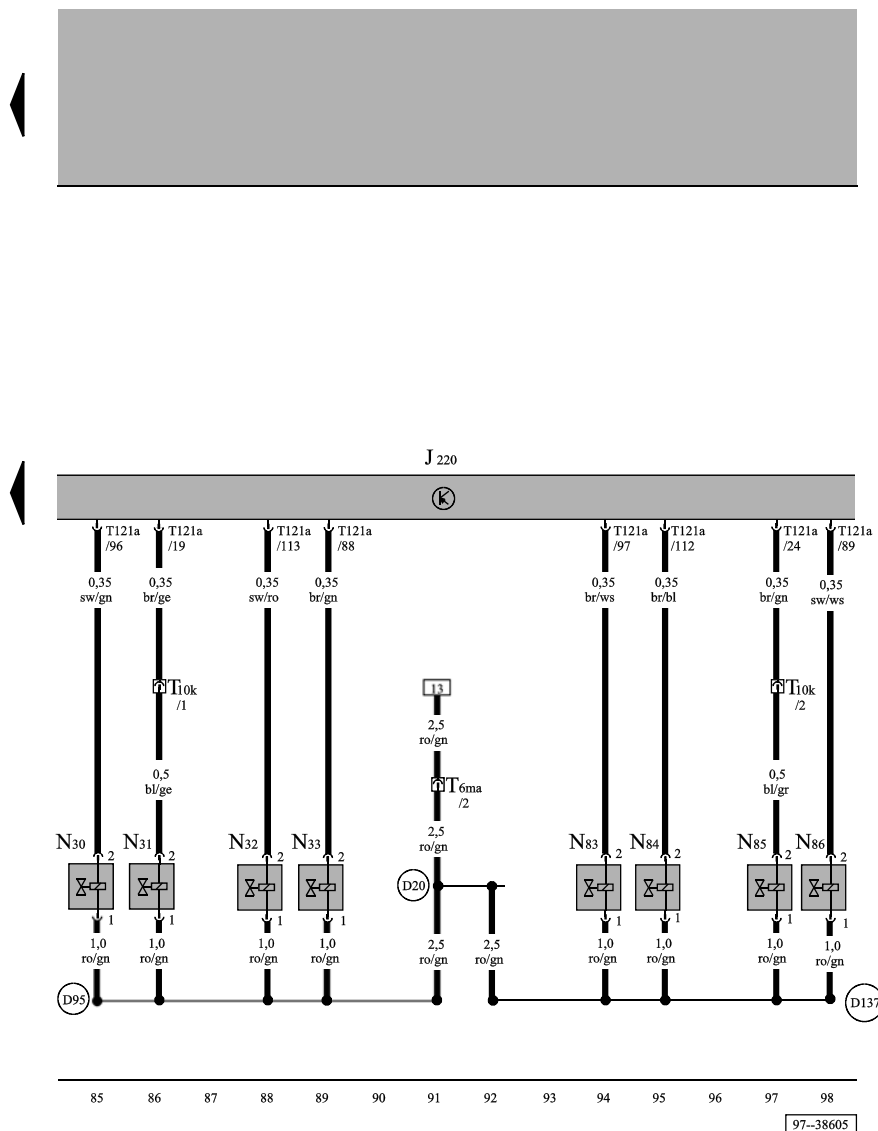 J 220
T121a T121a T121a T121a T121a T121a T121a T121a
/96 /19 /113 /88 /97 /112 /24 /89
0,35 0,35 0,35 0,35 0,35 0,35 0,35 0,35
sw/gn br/ge sw/ro br/gn br/ws br/bl br/gn sw/ws
T10k 13 T10k
/1 /2
2,5
ro/gn
0,5 0,5
bl/ge bl/gr
T6ma
/2
2,5
ro/gn
N30 N31 N32 N33 N83 N84 N85 N86
2 2 2 2 2 2 2 2
D20
1 1 1 1 1 1 1 1
1,0 1,0 1,0 1,0 2,5 2,5 1,0 1,0 1,0 1,0
ro/gn ro/gn ro/gn ro/gn ro/gn ro/gn ro/gn ro/gn ro/gn ro/gn
D95 D137
85 86 87 88 89 90 91 92 93 94 95 96 97 98
97--38605